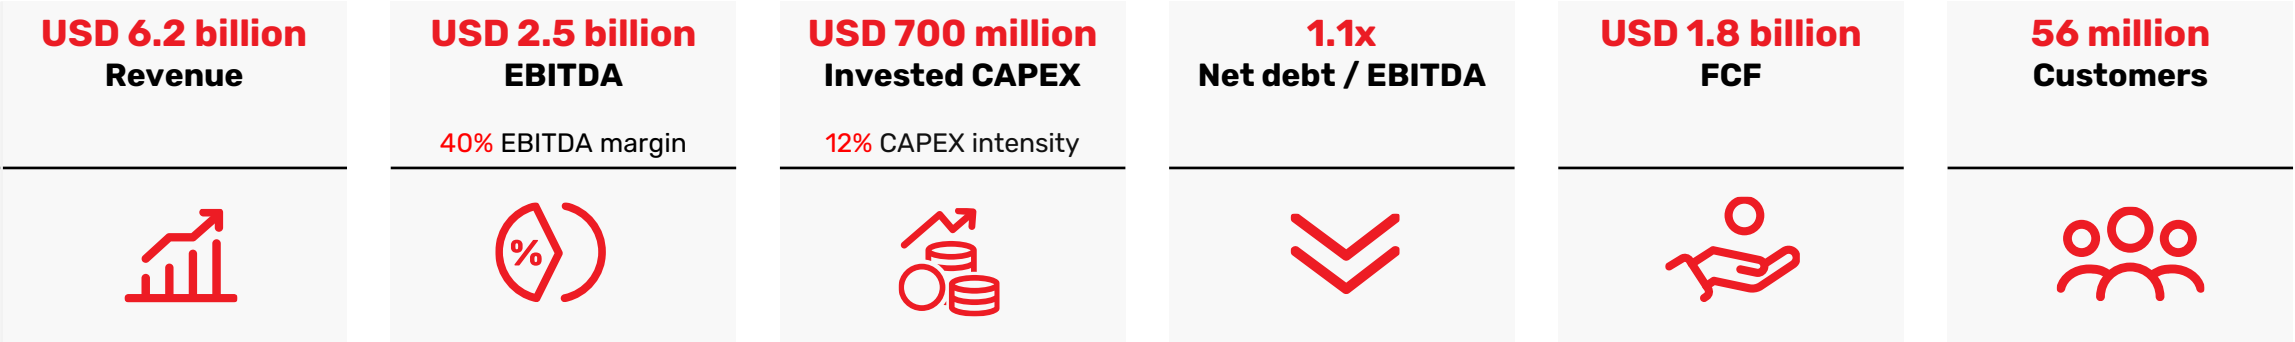 USD 6.2 billion
Revenue
USD 2.5 billion
EBITDA
40% EBITDA margin
USD 700 million
Invested CAPEX
12% CAPEX intensity
1.1x
Net debt / EBITDA
USD 1.8 billion
FCF
56 million
Customers
%